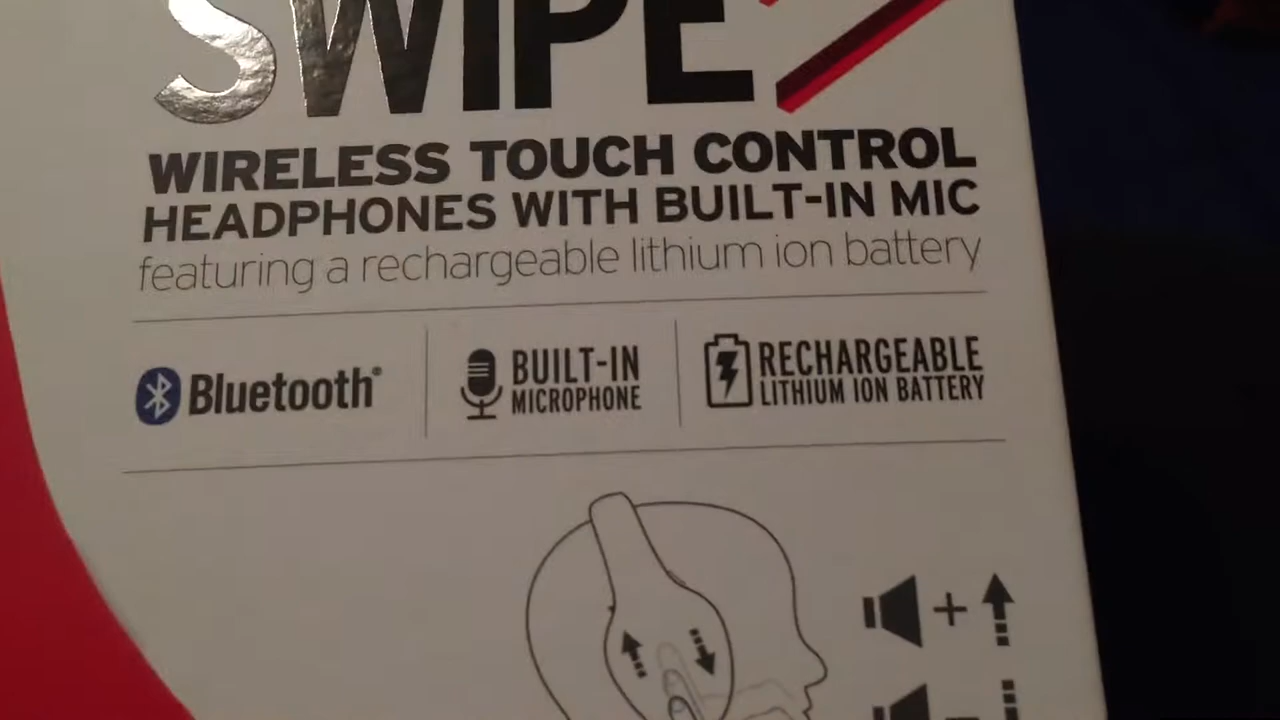 SWIPE
WIRELESS TOUCH CONTROL
HEADPHONES WITH BUILT-IN MIC
featuring a rechargeable lithium ion battery
Bluetooth®
BUILT-IN
MICROPHONE
RECHARGEABLE
LITHIUM ION BATTERY
+
-